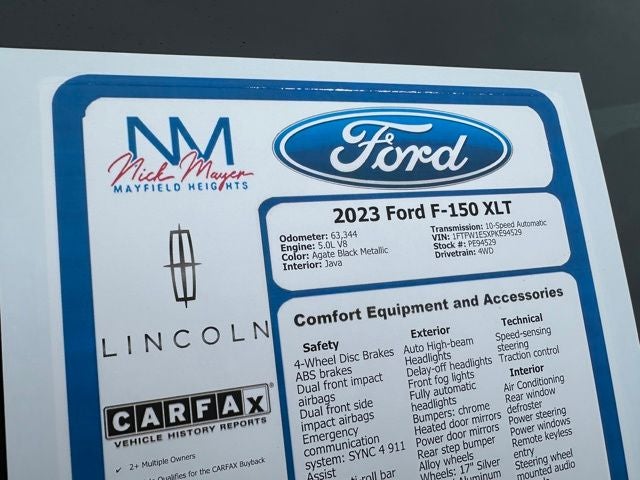 NM
Nick Mayer
MAYFIELD HEIGHTS
Ford
LINCOLN
CARFAX
VEHICLE HISTORY REPORTS
✓ 2+ Multiple Owners
Qualifies for the CARFAX Buyback
2023 Ford F-150 XLT
Odometer: 63,344
Engine: 5.0L V8
Color: Agate Black Metallic
Interior: Java
Transmission: 10-Speed Automatic
VIN: 1FTFW1E5XPKE94529
Stock #: PE94529
Drivetrain: 4WD
Comfort Equipment and Accessories
Safety
4-Wheel Disc Brakes
ABS brakes
Dual front impact
airbags
Dual front side
impact airbags
Emergency
communication
system: SYNC 4 911
Assist
roll bar
Exterior
Auto High-beam
Headlights
Delay-off headlights
Front fog lights
Fully automatic
headlights
Bumpers: chrome
Heated door mirrors
Power door mirrors
Rear step bumper
Alloy wheels
Wheels: 17" Silver
Aluminum
Technical
Speed-sensing
steering
Traction control
Interior
Air Conditioning
Rear window
defroster
Power steering
Power windows
Remote keyless
entry
Steering wheel
mounted audio